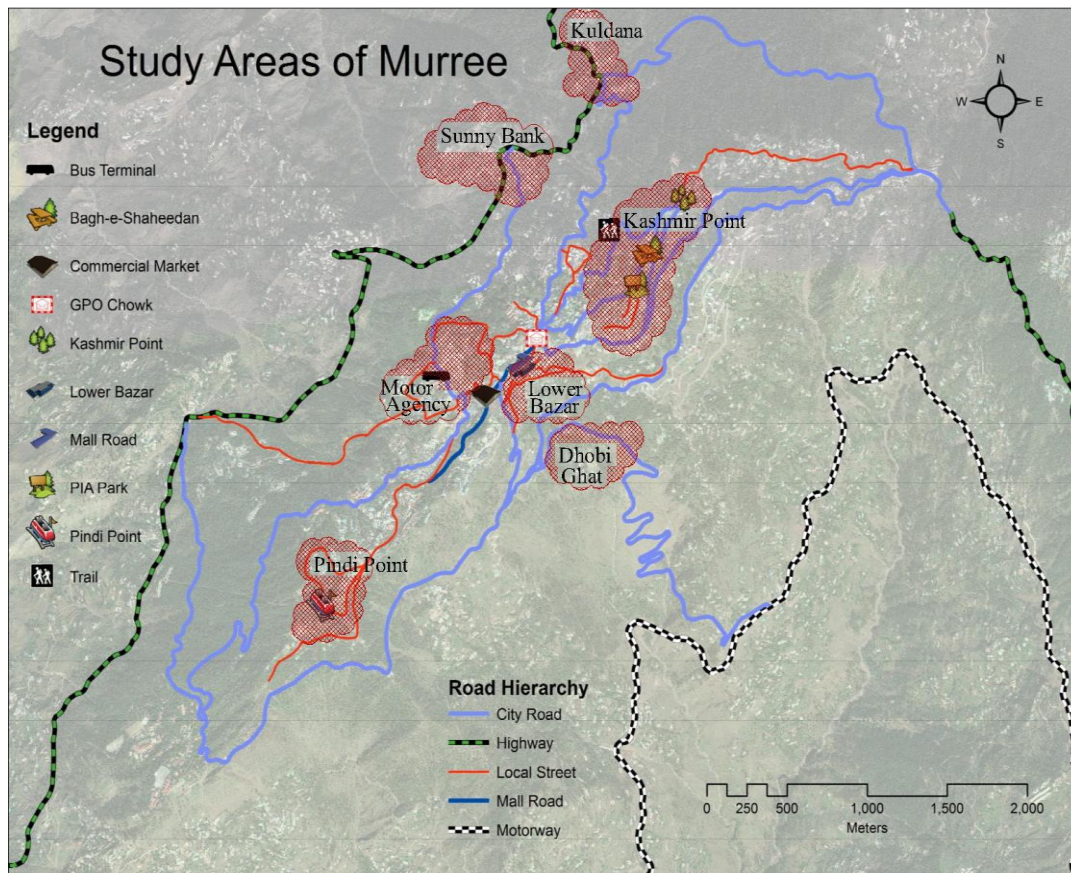 Study Areas of Murree
Kuldana
Sunny Bank
N
W
E
S
Legend
Bus Terminal
Bagh-e-Shaheedan
Commercial Market
GPO Chowk
Kashmir Point
Lower Bazar
Mall Road
PIA Park
Pindi Point
Trail
Kashmir Point
Motor
Agency
Lower
Bazar
Dhobi
Ghat
Pindi Point
Road Hierarchy
City Road
Highway
Local Street
Mall Road
Motorway
0 250 500 1,000 1,500 2,000
Meters